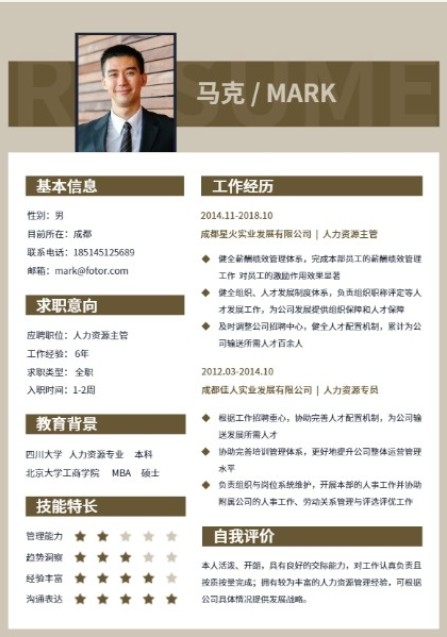 RESUME
马克 / MARK
基本信息
性别：男
目前所在：成都
联系电话：185145125689
邮箱：mark@fotor.com
求职意向
应聘职位：人力资源主管
工作经验：6年
求职类型：全职
入职时间：1-2周
教育背景
四川大学 人力资源专业 本科
北京大学工商学院 MBA 硕士
技能特长
管理能力
趋势洞察
经验丰富
沟通表达
工作经历
2014.11-2018.10
成都星火实业发展有限公司 | 人力资源主管
健全薪酬绩效管理体系，完成本部员工的薪酬绩效管理
工作 对员工的激励作用效果显著
健全组织、人才发展制度体系，负责组织职称评定等人
才发展工作，为公司发展提供组织保障和人才保障
及时调整公司招聘中心，健全人才配置机制，累计为公
司输送所需人才百余人
2012.03-2014.10
成都佳人实业发展有限公司 | 人力资源专员
根据工作招聘重心，协助完善人才配置机制，为公司输
送发展所需人才
协助完善培训管理体系，更好地提升公司整体运营管理
水平
负责组织与岗位系统维护，开展本部的人事工作并协助
附属公司的人事工作、劳动关系管理与评选评优工作
自我评价
本人活泼、开朗，具有良好的交际能力，对工作认真负责且
按质按量完成；拥有较为丰富的人力资源管理经验，可根据
公司具体情况提供发展战略。